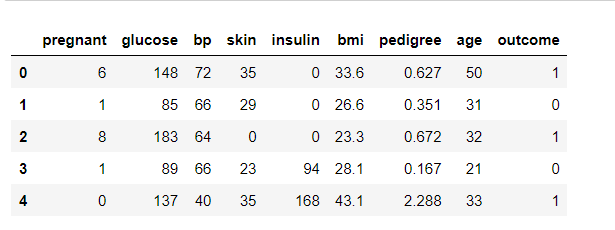 pregnant glucose bp skin insulin bmi pedigree age outcome
0 6 148 72 35 0 33.6 0.627 50 1
1 1 85 66 29 0 26.6 0.351 31 0
2 8 183 64 0 0 23.3 0.672 32 1
3 1 89 66 23 94 28.1 0.167 21 0
4 0 137 40 35 168 43.1 2.288 33 1